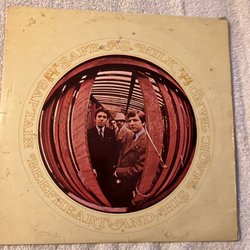 SAFE AS MILK
CAPTAIN BEEFHEART AND HIS MAGIC BAND